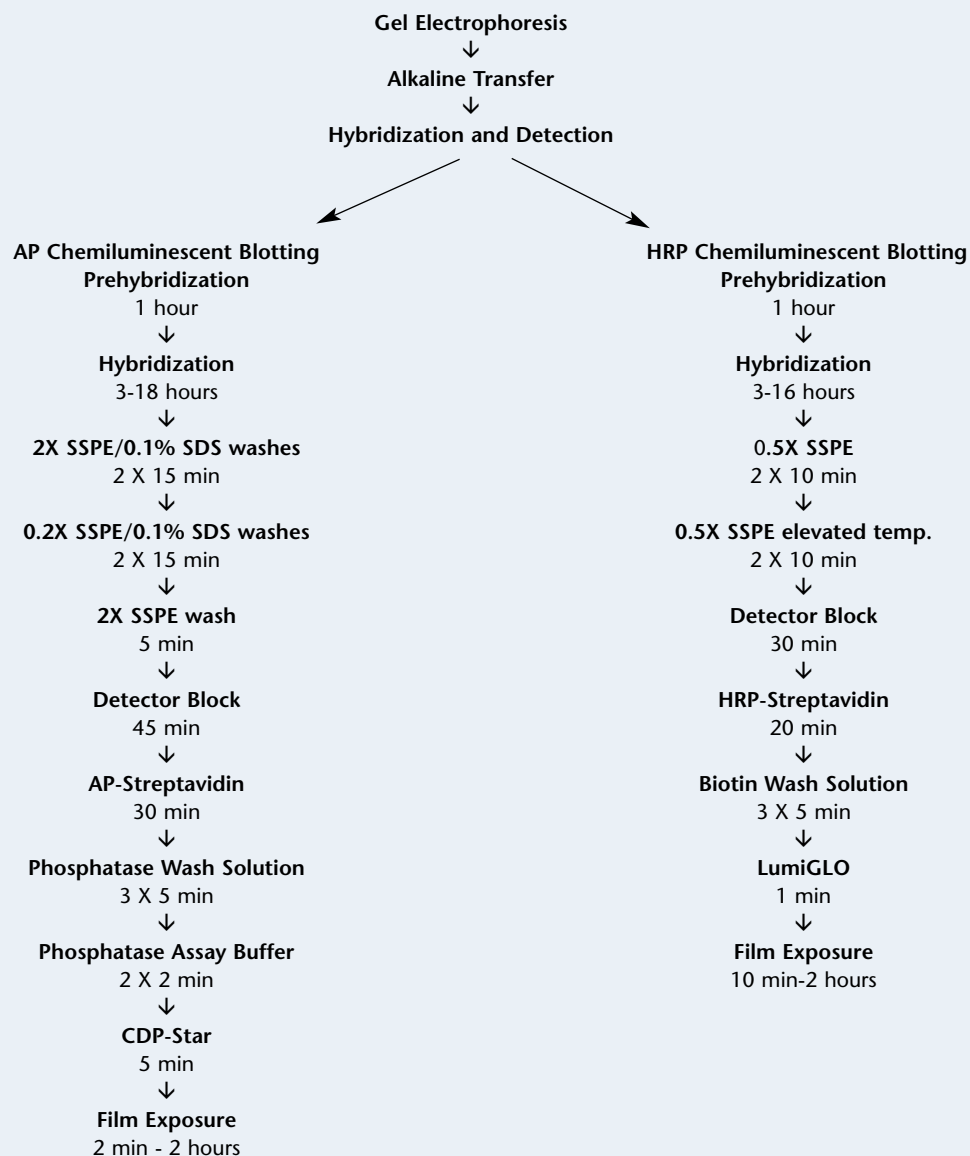 Gel Electrophoresis
↓
Alkaline Transfer
↓
Hybridization and Detection
AP Chemiluminescent Blotting
Prehybridization
1 hour
↓
Hybridization
3-18 hours
↓
2X SSPE/0.1% SDS washes
2 X 15 min
↓
0.2X SSPE/0.1% SDS washes
2 X 15 min
↓
2X SSPE wash
5 min
↓
Detector Block
45 min
↓
AP-Streptavidin
30 min
↓
Phosphatase Wash Solution
3 X 5 min
↓
Phosphatase Assay Buffer
2 X 2 min
↓
CDP-Star
5 min
↓
Film Exposure
2 min - 2 hours
HRP Chemiluminescent Blotting
Prehybridization
1 hour
↓
Hybridization
3-16 hours
↓
0.5X SSPE
2 X 10 min
↓
0.5X SSPE elevated temp.
2 X 10 min
↓
Detector Block
30 min
↓
HRP-Streptavidin
20 min
↓
Biotin Wash Solution
3 X 5 min
↓
LumiGLO
1 min
↓
Film Exposure
10 min-2 hours